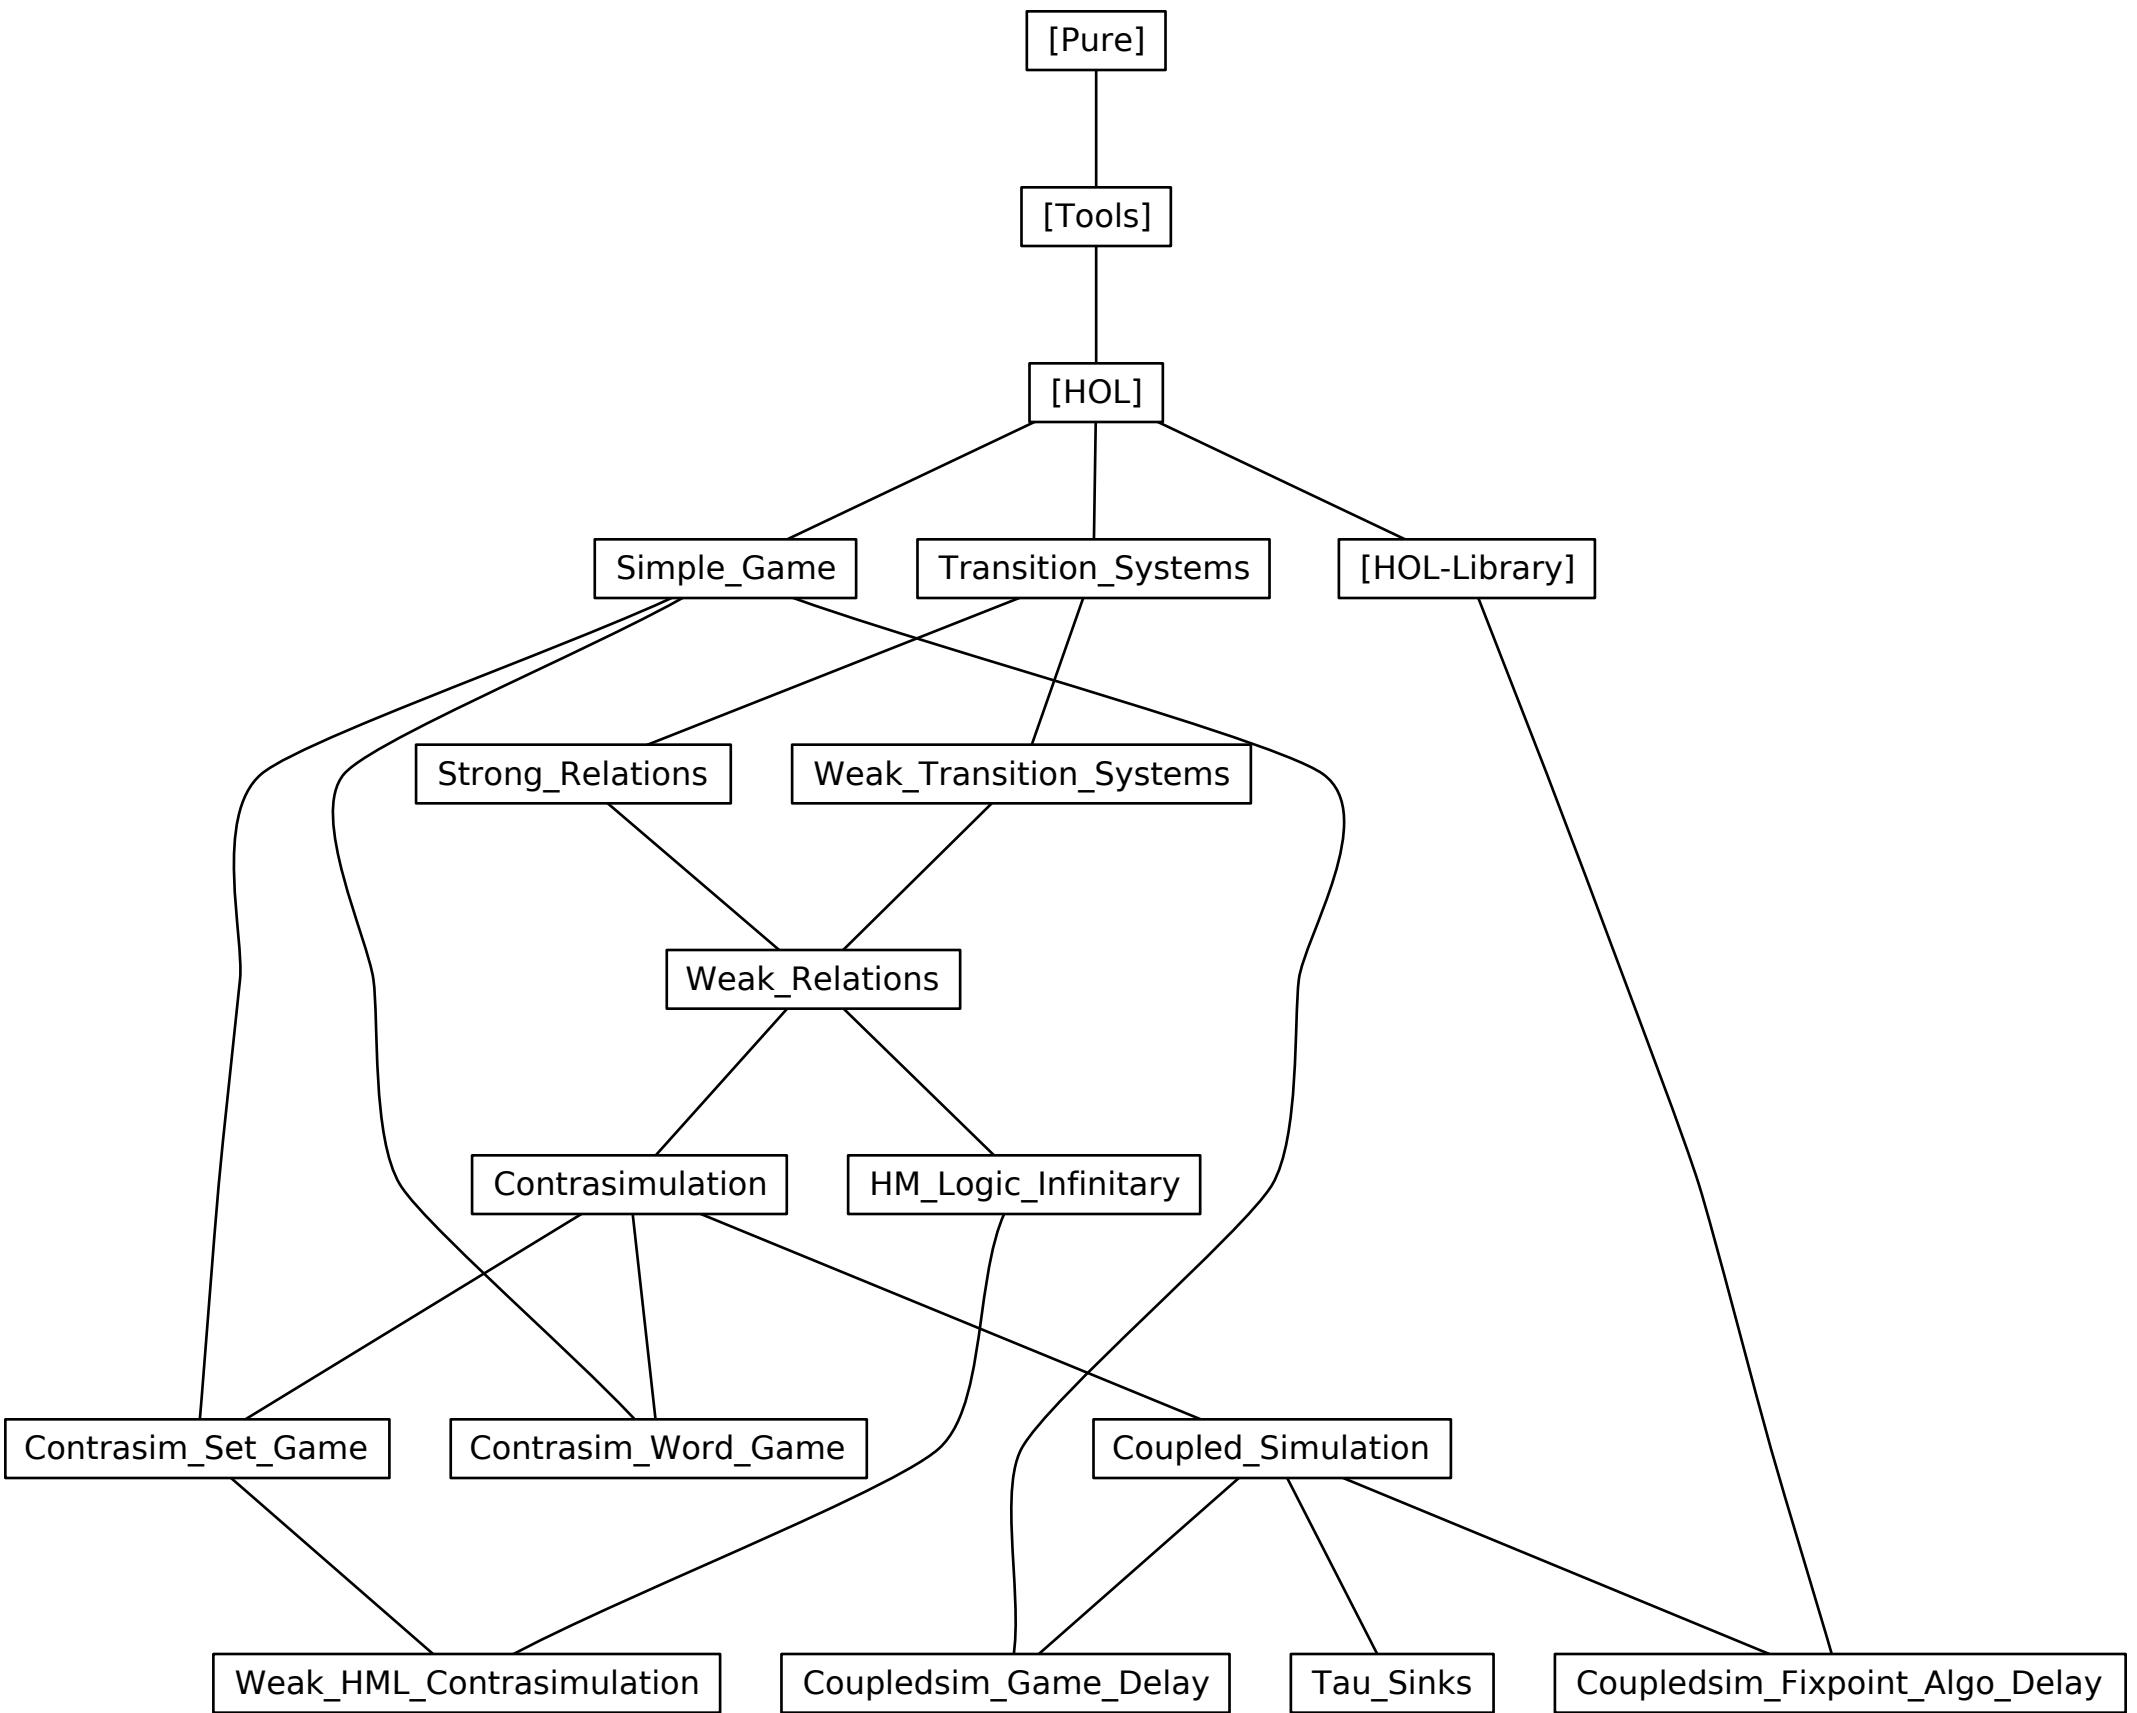 [Pure]
[Tools]
[HOL]
Simple_Game
Transition_Systems
[HOL-Library]
Strong_Relations
Weak_Transition_Systems
Weak_Relations
Contrasimulation
HM_Logic_Infinitary
Contrasim_Set_Game
Contrasim_Word_Game
Coupled_Simulation
Weak_HML_Contrasimulation
Coupledsim_Game_Delay
Tau_Sinks
Coupledsim_Fixpoint_Algo_Delay